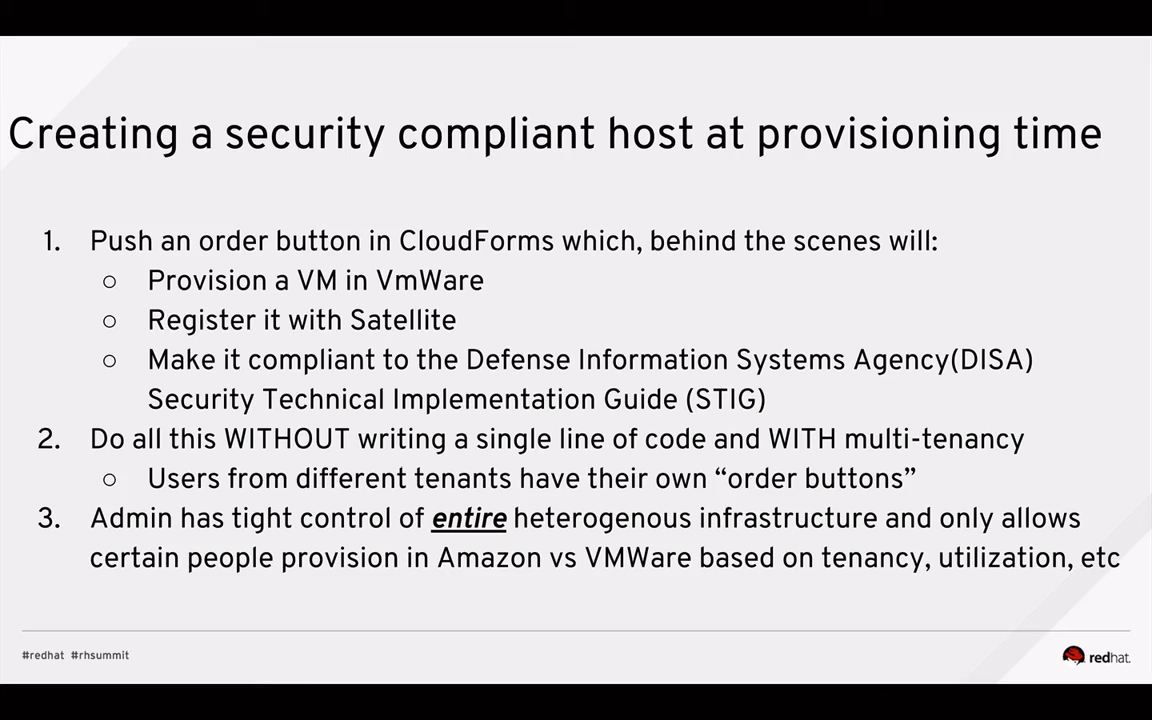 Creating a security compliant host at provisioning time
1. Push an order button in CloudForms which, behind the scenes will:
○ Provision a VM in VmWare
○ Register it with Satellite
○ Make it compliant to the Defense Information Systems Agency(DISA)
Security Technical Implementation Guide (STIG)
2. Do all this WITHOUT writing a single line of code and WITH multi-tenancy
○ Users from different tenants have their own “order buttons”
3. Admin has tight control of entire heterogenous infrastructure and only allows
certain people provision in Amazon vs VMWare based on tenancy, utilization, etc
#redhat #rhsummit
redhat.